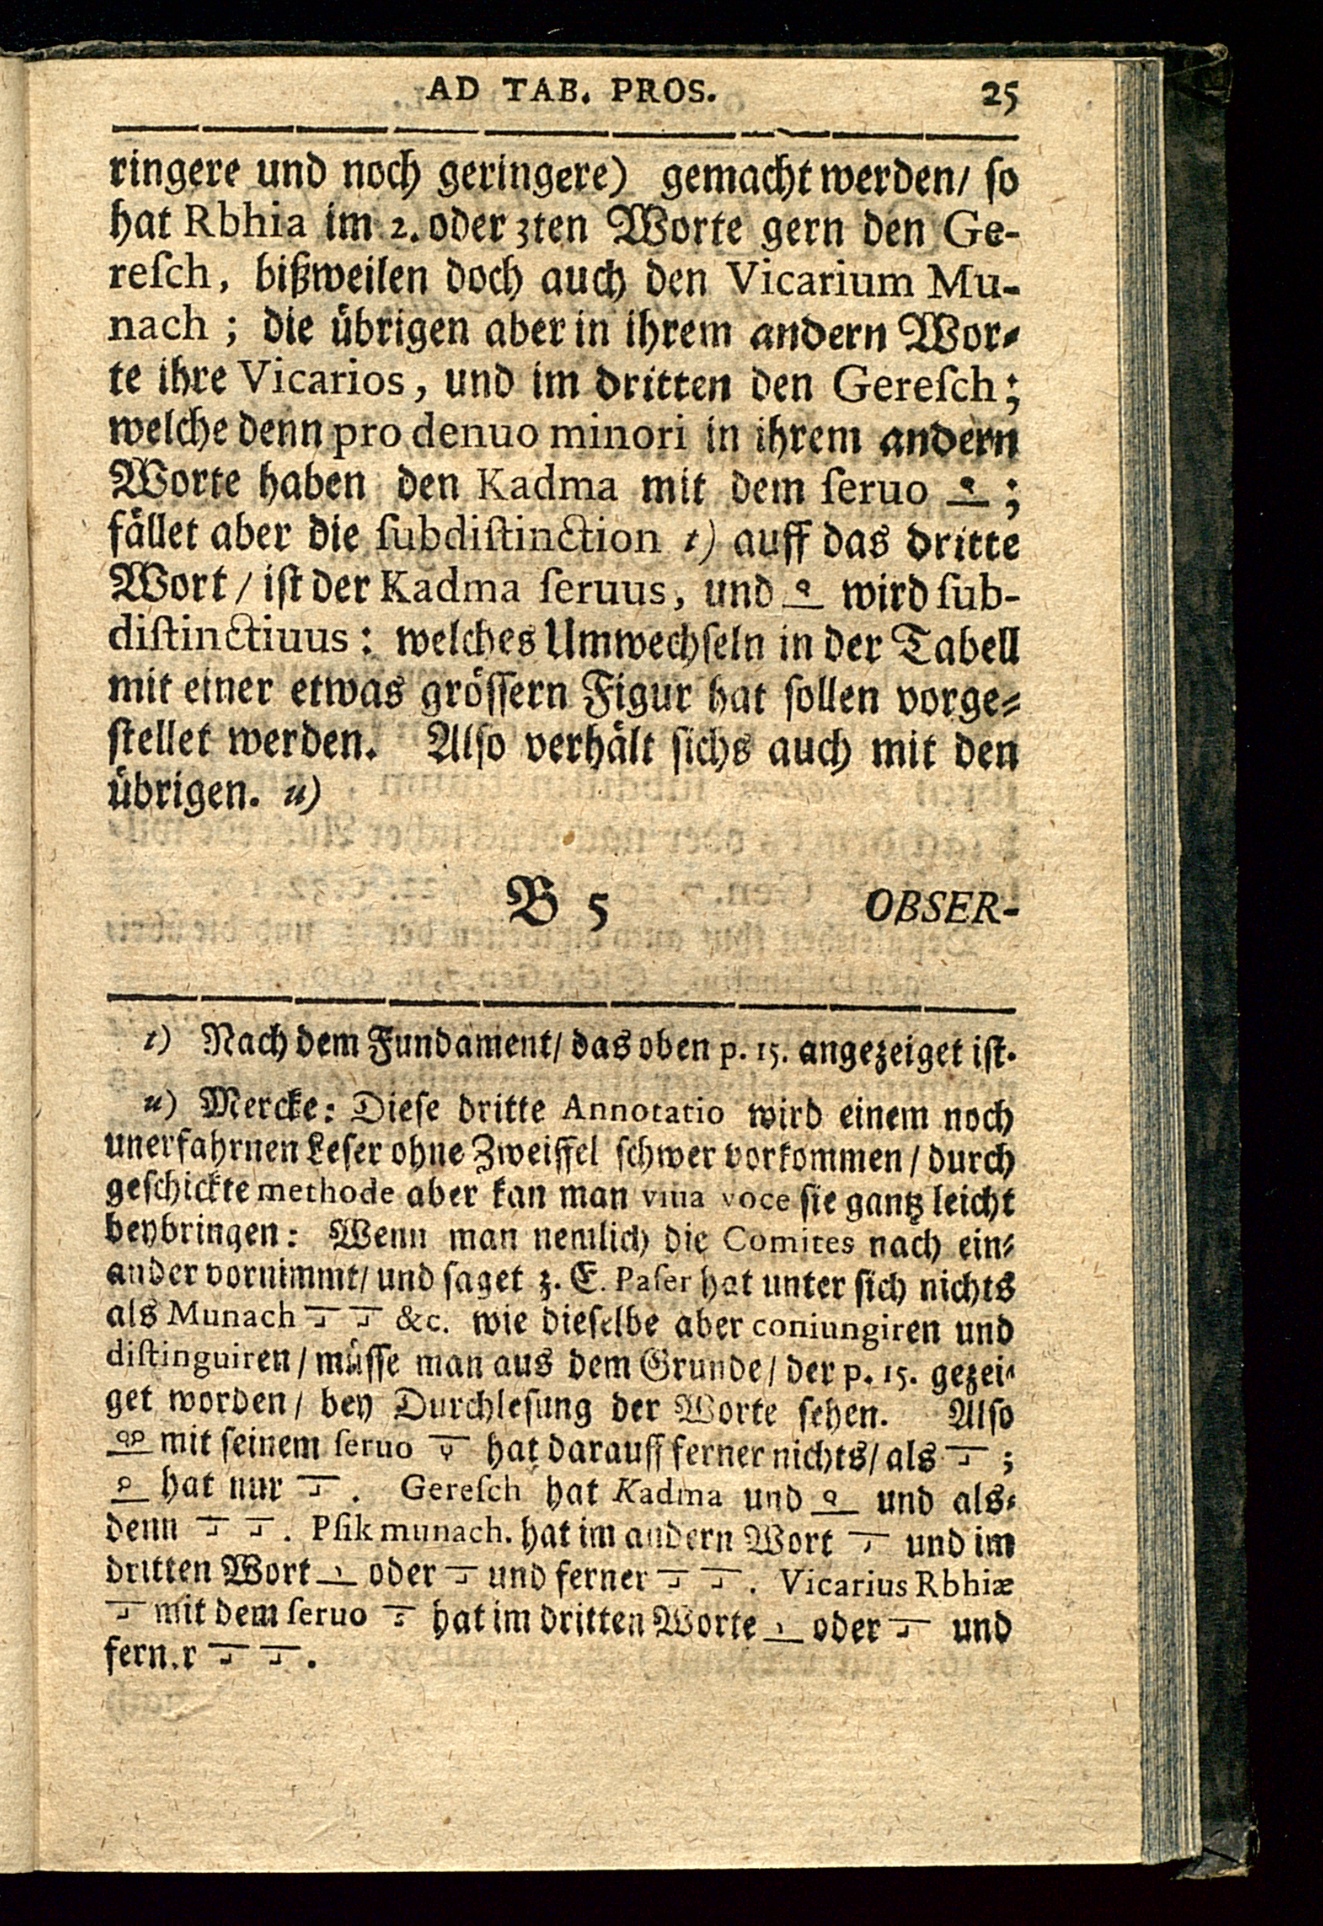 AD TAB. PROS. 25
ringere und noch geringere) gemacht werden/ so
hat Rbhia im 2. oder 3ten Worte gern den Ge-
reſch, bißweilen doch auch den Vicarium Mu-
nach ; die übrigen aber in ihrem andern Wor-
te ihre Vicarios, und im dritten den Gereſch;
welche denn pro denuo minori in ihrem andern
Worte haben den Kadma mit dem ſeruo ;
fället aber die ſubdiſtinction t) auff das dritte
Wort / ist der Kadma ſeruus, und wird ſub-
diſtinctiuus: welches Umwechseln in der Tabell
mit einer etwas grössern Figur hat sollen vorge-
stellet werden. Also verhält sichs auch mit den
übrigen. u)
B 5 OBSER-
t) Nach dem Fundament/ das oben p. 15. angezeiget ist.
u) Mercke: Diese dritte Annotatio wird einem noch
unerfahrnen Leser ohne Zweiffel schwer vorkommen / durch
geschickte methode aber kan man viua voce sie gantz leicht
beybringen: Wenn man nemlich die Comites nach ein-
ander vornimmt/ und saget z. E. Paſer hat unter sich nichts
als Munach &c. wie dieselbe aber coniungiren und
diſtinguiren / müsse man aus dem Grunde/ der p. 15. gezei-
get worden/ bey Durchlesung der Worte sehen. Also
mit seinem ſeruo hat darauff ferner nichts/ als ;
hat nur . Gereſch hat Kadma und und als-
denn . Pſik munach. hat im andern Wort und im
dritten Wort oder und ferner . Vicarius Rbhiæ
mit dem ſeruo hat im dritten Worte oder und
fern.r .